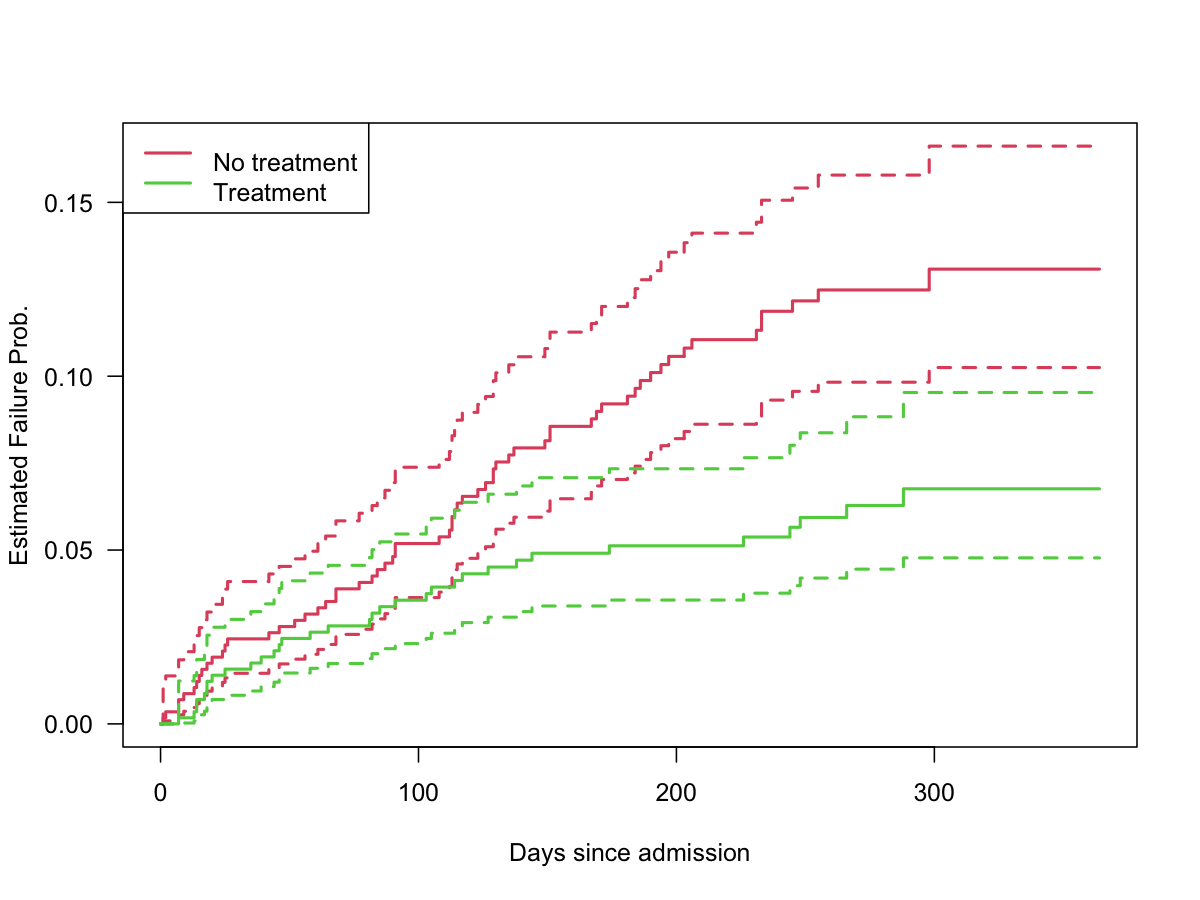 No treatment
Treatment
Estimated Failure Prob.
0.15
0.10
0.05
0.00
0 100 200 300
Days since admission